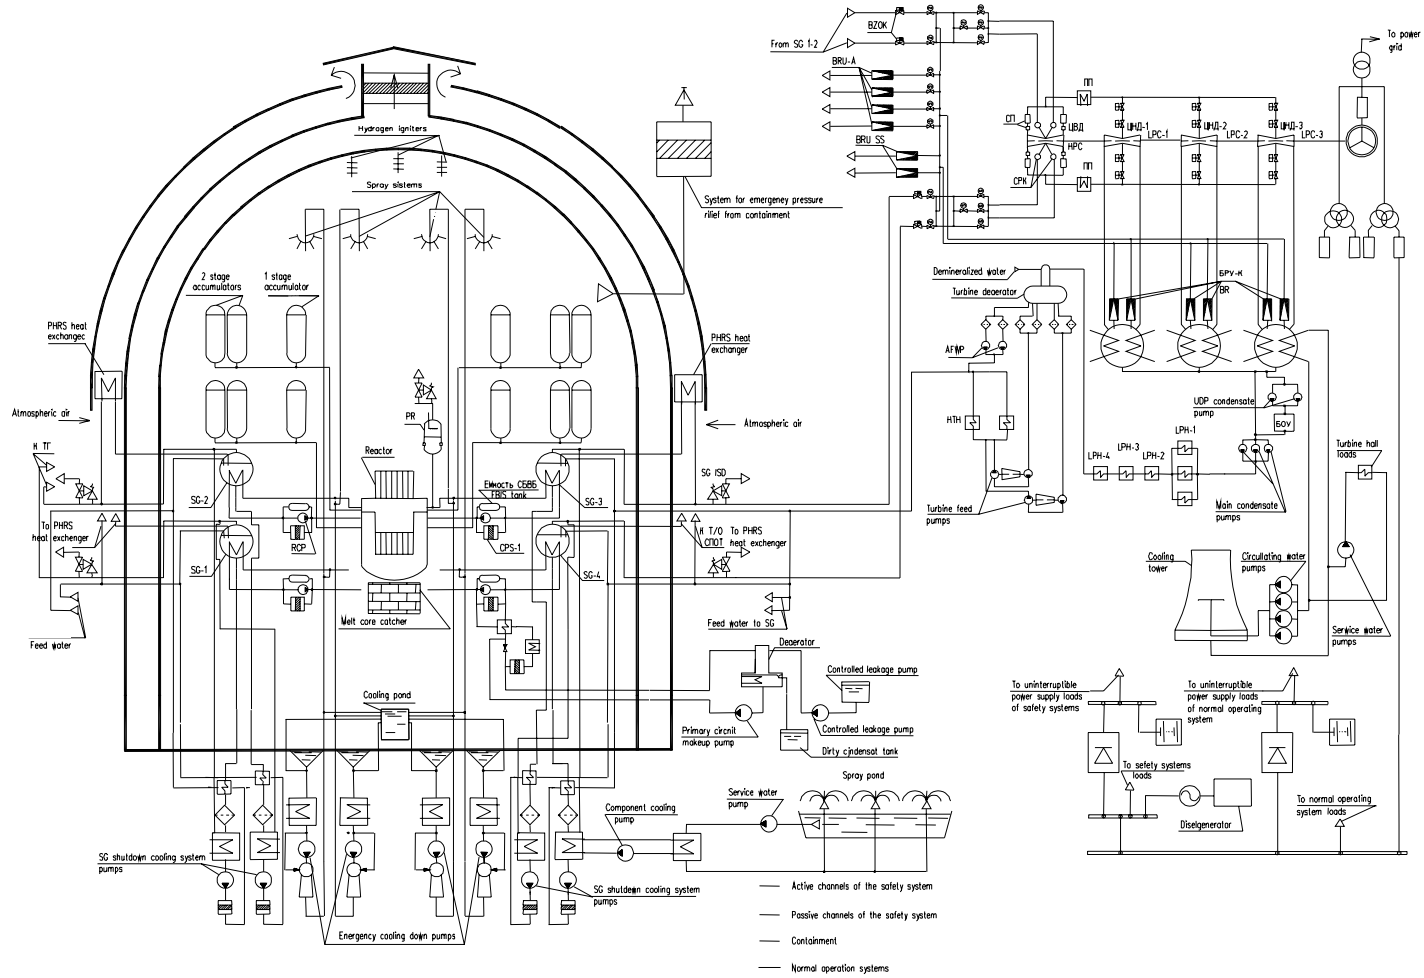 To power
grid
From SG 1-2
BZOK
BRU-A
BRU SS
ПП
СП
ЦВД
НРС
СРК
ЦНД-1
LPC-1
ЦНД-2
LPC-2
ЦНД-3
LPC-3
ПП
Hydrogen igniters
Spray sistems
System for emergeney pressure
rilief from containment
2 stage
accumulators
1 stage
accumulator
PHRS heat
exchangec
PHRS heat
exchanger
Atmospheric air
Atmospheric air
Demineralized water
Turbine deaerator
БРУ-К
BR
AFWP
НТН
UDP condensate
pump
БОУ
LPH-4
LPH-3
LPH-2
LPH-1
Main condensate
pumps
Turbine hall
loads
Turbine feed
pumps
PR
Reactor
К ТГ
SG-2
SG-3
Емкость СБВБ
FBIS tank
SG ISD
To PHRS
heat exchenger
RCP
CPS-1
К Т/О
СПОТ
To PHRS
heat exchenger
SG-1
SG-4
Melt core catcher
Feed water
Feed water to SG
Cooling
tower
Circullating water
pumps
Serwice water
pumps
Deaerator
Controlled leakage pump
Cooling pond
Primary circnit
makeup pump
Controlled leakage pump
Dirty cjndensat tank
To uninterruptible
power supply loads
of safety systems
To uninterruptible
power supply loads
of normal operating
system
To sefety systems
loads
Diselgenerator
To normal operating
system loads
Spray pond
Service water
pump
Component cooling
pump
SG shutdown cooling system
pumps
SG shutdewn cooling system
pumps
Emergency cooling down pumps
Active channels of the safety system
Passive channels of the safety system
Containment
Normal operation systems